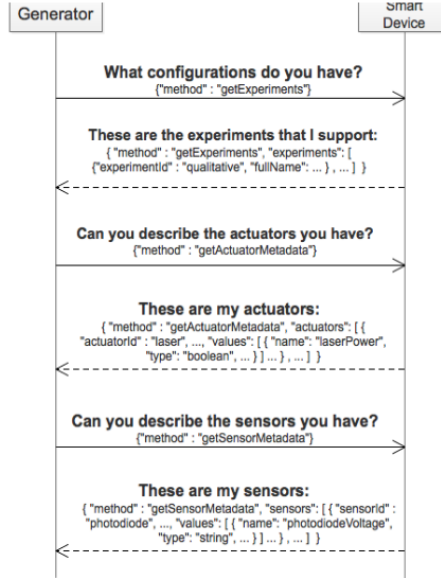 Generator
Smart
Device
What configurations do you have?
{"method" : "getExperiments"}
These are the experiments that I support:
{ "method" : "getExperiments", "experiments": [
{"experimentId" : "qualitative", "fullName": ... } , ... ] }
Can you describe the actuators you have?
{"method" : "getActuatorMetadata"}
These are my actuators:
{ "method" : "getActuatorMetadata", "actuators": [ {
"actuatorId" : "laser", ..., "values": [ { "name": "laserPower",
"type": "boolean", ... } ] ... } , ... ] }
Can you describe the sensors you have?
{"method" : "getSensorMetadata"}
These are my sensors:
{ "method" : "getSensorMetadata", "sensors": [ { "sensorId" :
"photodiode", ..., "values": [ { "name": "photodiodeVoltage",
"type": "string", ... } ] ... } , ... ] }